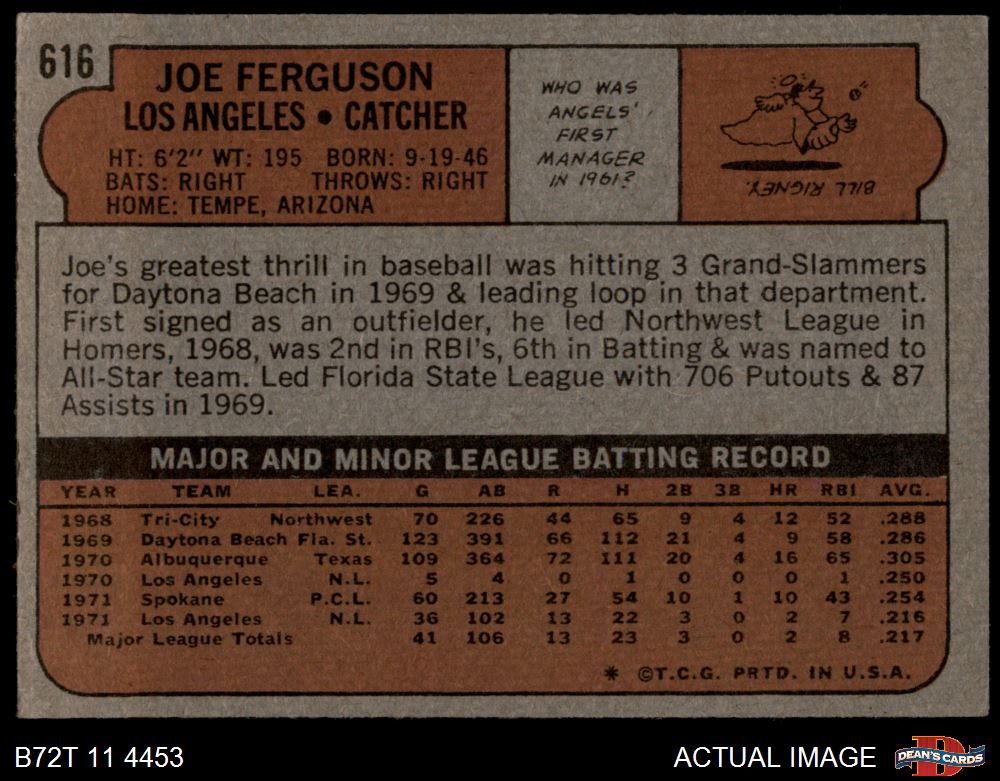 616
JOE FERGUSON
LOS ANGELES • CATCHER
HT: 6'2" WT: 195 BORN: 9-19-46
BATS: RIGHT THROWS: RIGHT
HOME: TEMPE, ARIZONA
WHO WAS
ANGELS'
FIRST
MANAGER
IN 1961?
BILL RIGNEY.
Joe's greatest thrill in baseball was hitting 3 Grand-Slammers
for Daytona Beach in 1969 & leading loop in that department.
First signed as an outfielder, he led Northwest League in
Homers, 1968, was 2nd in RBI's, 6th in Batting & was named to
All-Star team. Led Florida State League with 706 Putouts & 87
Assists in 1969.
MAJOR AND MINOR LEAGUE BATTING RECORD
YEAR TEAM LEA. G AB R H 2B 3B HR RBI AVG.
1968 Tri-City Northwest 70 226 44 65 9 4 12 52 .288
1969 Daytona Beach Fla. St. 123 391 66 112 21 4 9 58 .286
1970 Albuquerque Texas 109 364 72 111 20 4 16 65 .305
1970 Los Angeles N.L. 5 4 0 1 0 0 0 1 .250
1971 Spokane P.C.L. 60 213 27 54 10 1 10 43 .254
1971 Los Angeles N.L. 36 102 13 22 3 0 2 7 .216
Major League Totals 41 106 13 23 3 0 2 8 .217
* ©T.C.G. PRTD. IN U.S.A.
B72T 11 4453
ACTUAL IMAGE
D
DEAN'S CARDS